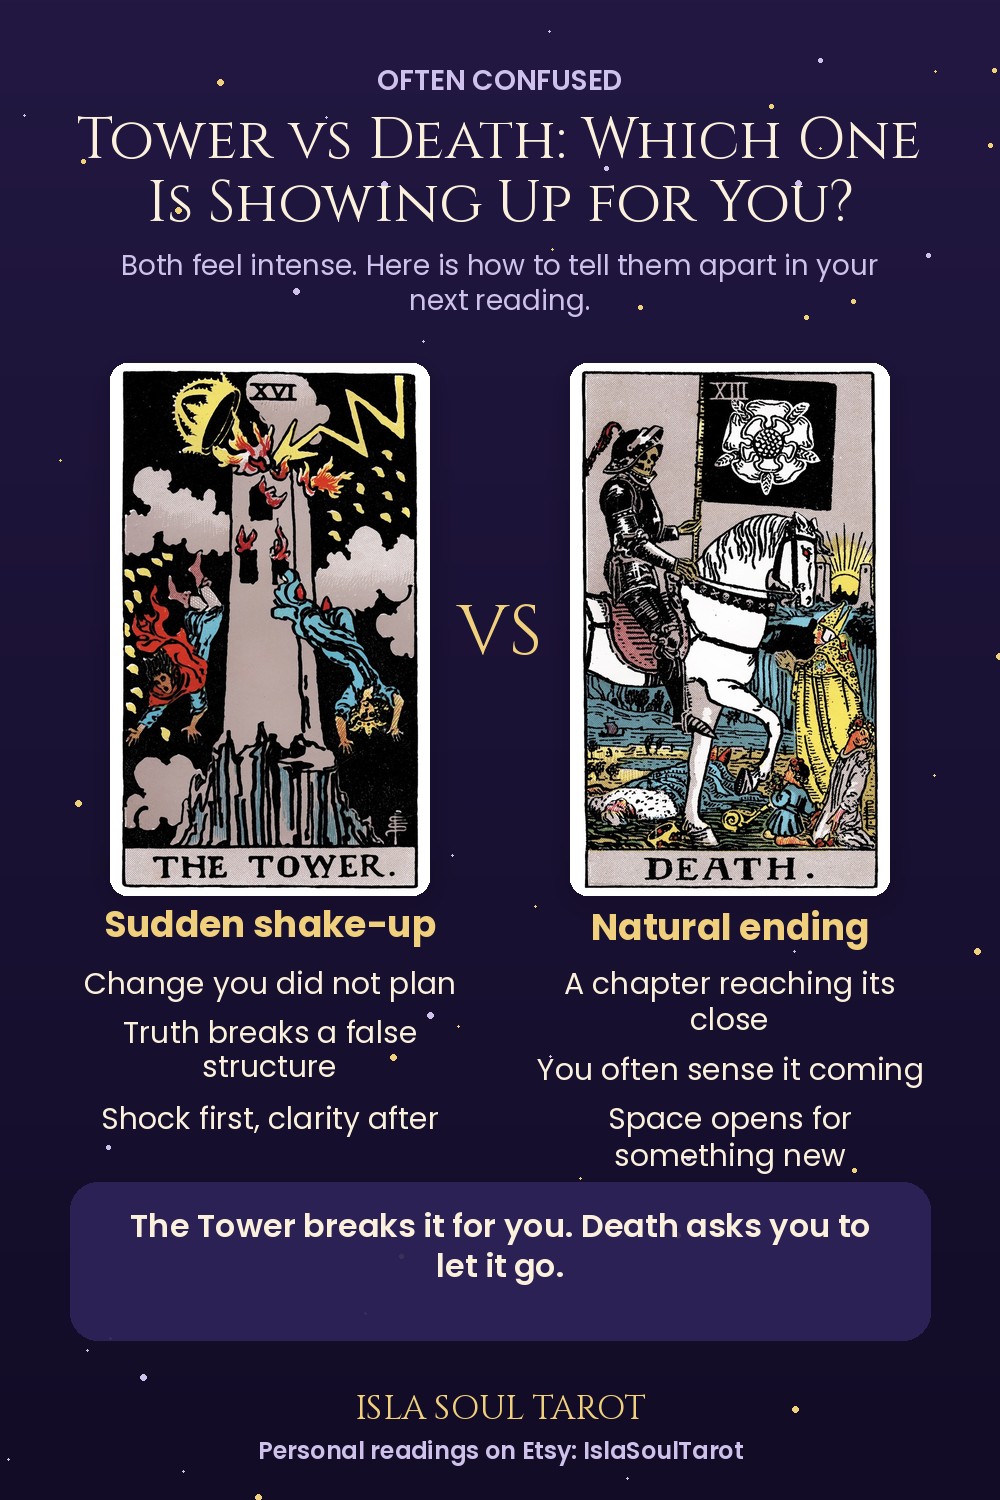 OFTEN CONFUSED
Tower vs Death: Which One
Is Showing Up for You?
Both feel intense. Here is how to tell them apart in your
next reading.
XVI
THE TOWER.
VS
XIII
DEATH.
Sudden shake-up
Change you did not plan
Truth breaks a false
structure
Shock first, clarity after
Natural ending
A chapter reaching its
close
You often sense it coming
Space opens for
something new
The Tower breaks it for you. Death asks you to
let it go.
ISLA SOUL TAROT
Personal readings on Etsy: IslaSoulTarot